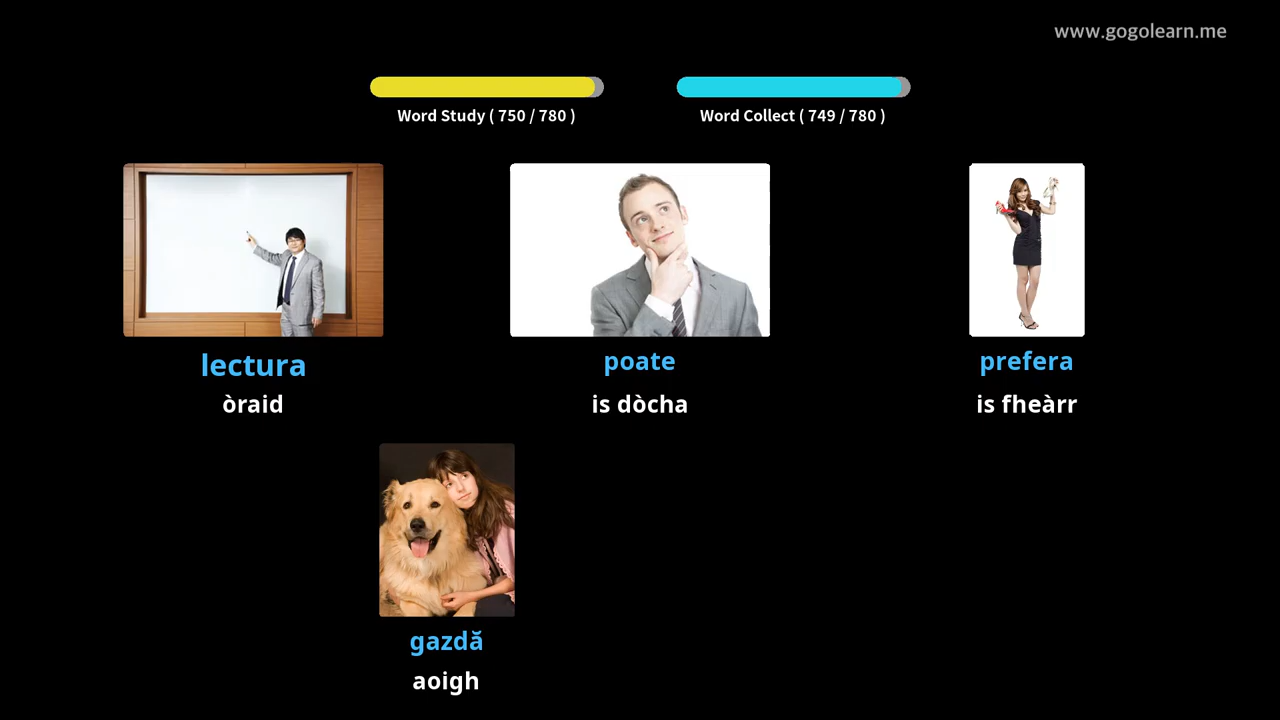 www.gogolearn.me
Word Study ( 750 / 780 )
Word Collect ( 749 / 780 )
lectura
òraid
poate
is dòcha
prefera
is fheàrr
gazdă
aoigh